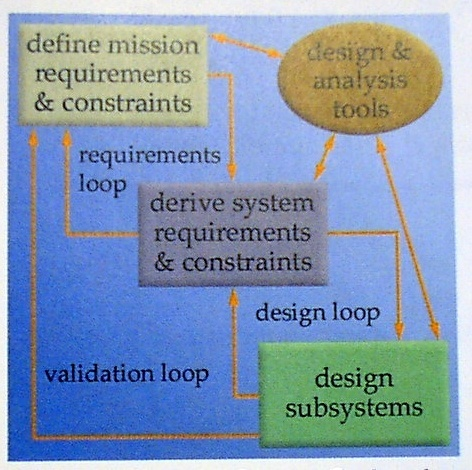 define mission
requirements
& constraints
design &
analysis
tools
requirements
loop
derive system
requirements
& constraints
design loop
validation loop
design
subsystems